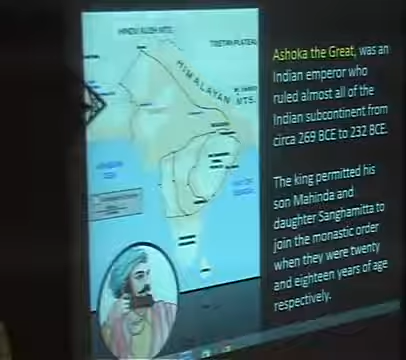 HINDU KUSH MTS.
TIBETAN PLATEAU
HIMALAYAN MTS.
Ashoka the Great, was an
Indian emperor who
ruled almost all of the
Indian subcontinent from
circa 269 BCE to 232 BCE.
The king permitted his
son Mahinda and
daughter Sanghamitta to
join the monastic order
when they were twenty
and eighteen years of age
respectively.